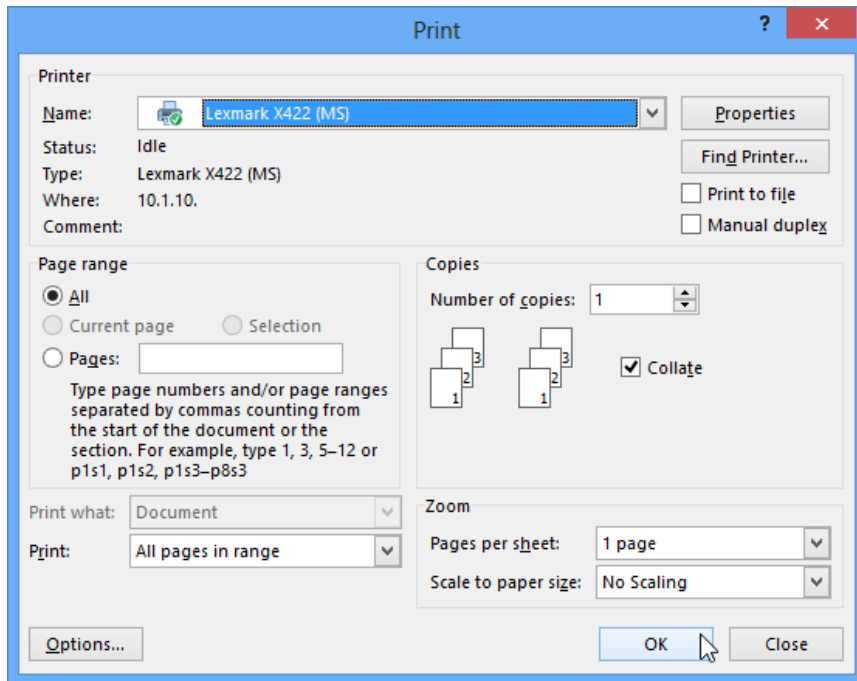 Print
?
Printer
Name: Lexmark X422 (MS) Properties
Status: Idle Find Printer...
Type: Lexmark X422 (MS)
Where: 10.1.10. Print to file
Comment: Manual duplex
Page range
All
Current page Selection
Pages:
Type page numbers and/or page ranges
separated by commas counting from
the start of the document or the
section. For example, type 1, 3, 5–12 or
p1s1, p1s2, p1s3–p8s3
Copies
Number of copies: 1
3 3
2 2
1 1
Collate
Print what: Document
Print: All pages in range
Zoom
Pages per sheet: 1 page
Scale to paper size: No Scaling
Options... OK Close